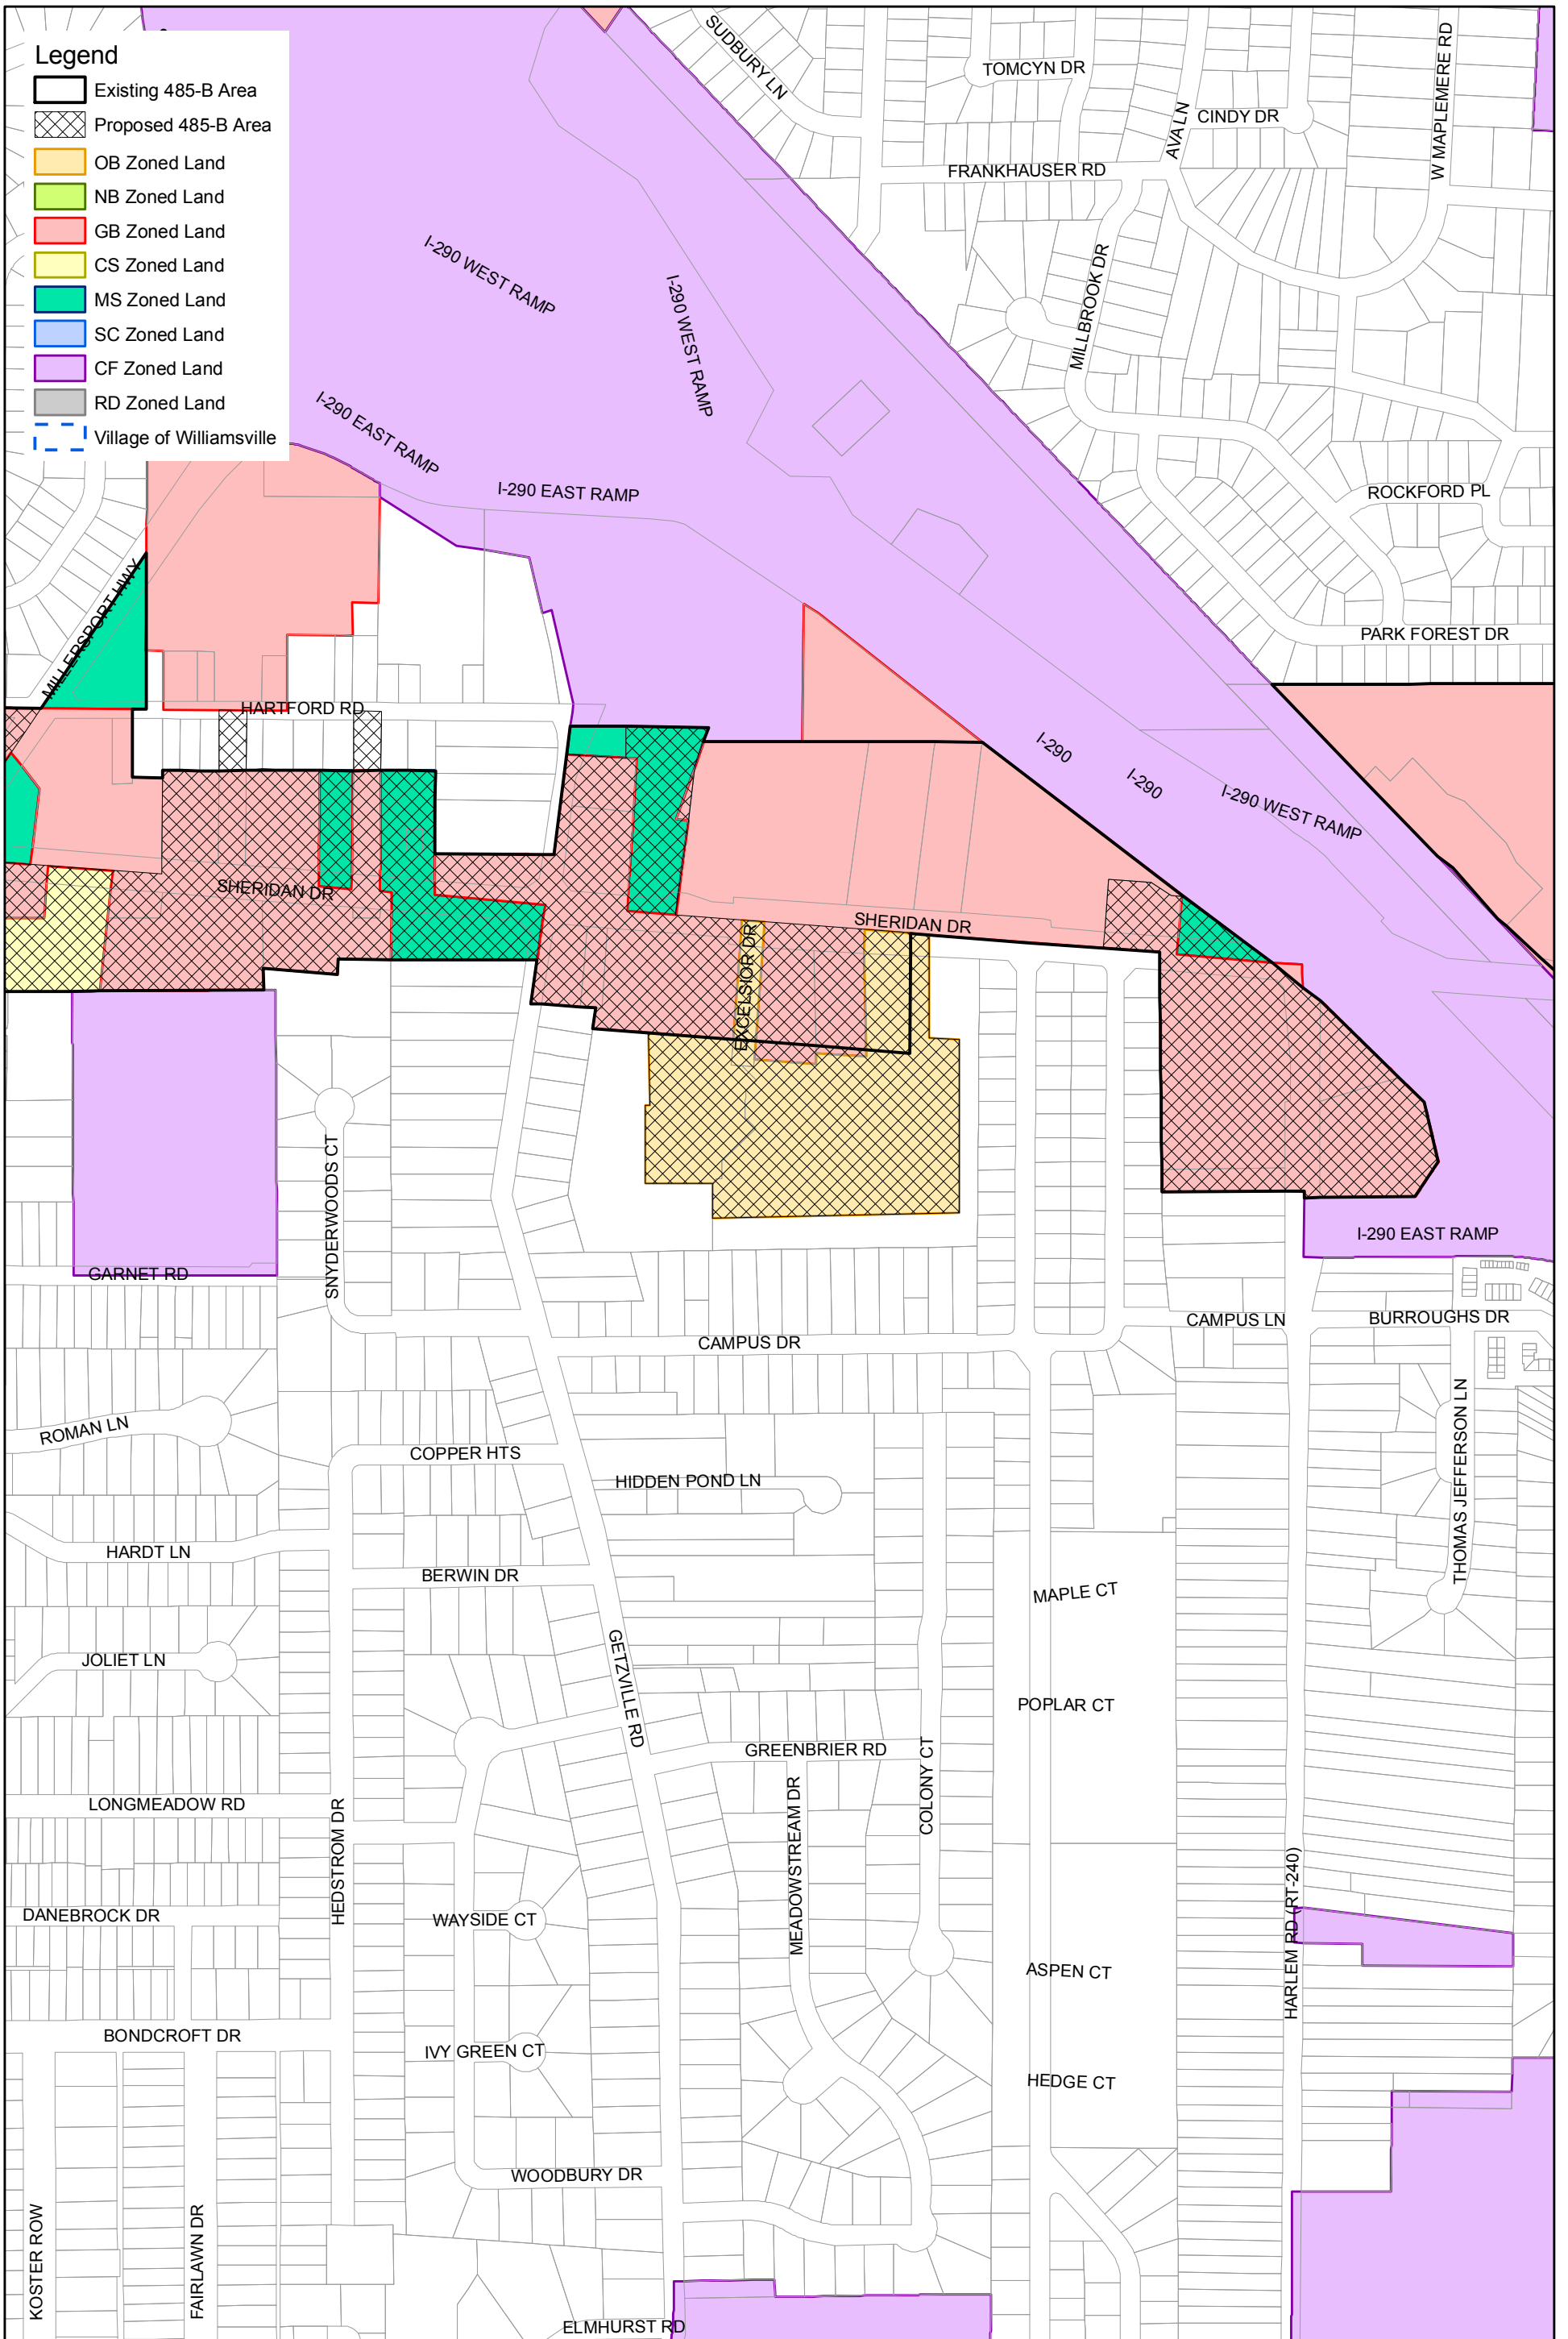 Legend
Existing 485-B Area
Proposed 485-B Area
OB Zoned Land
NB Zoned Land
GB Zoned Land
CS Zoned Land
MS Zoned Land
SC Zoned Land
CF Zoned Land
RD Zoned Land
Village of Williamsville
SUDBURY LN
TOMCYN DR
AVA LN
CINDY DR
W MAPLEMERE RD
FRANKHAUSER RD
MILLBROOK DR
I-290 WEST RAMP
I-290 WEST RAMP
I-290 EAST RAMP
I-290 EAST RAMP
ROCKFORD PL
PARK FOREST DR
MILLERSPORT HWY
HARTFORD RD
I-290
I-290
I-290 WEST RAMP
SHERIDAN DR
SHERIDAN DR
EXCELSIOR DR
SNYDERWOODS CT
I-290 EAST RAMP
GARNET RD
CAMPUS DR
CAMPUS LN
BURROUGHS DR
ROMAN LN
COPPER HTS
HIDDEN POND LN
THOMAS JEFFERSON LN
HARDT LN
BERWIN DR
MAPLE CT
JOLIET LN
GETZVILLE RD
POPLAR CT
GREENBRIER RD
COLONY CT
MEADOWSTREAM DR
LONGMEADOW RD
HEDSTROM DR
HARLEM RD (RT-240)
DANEBROCK DR
WAYSIDE CT
ASPEN CT
BONDCROFT DR
IVY GREEN CT
HEDGE CT
WOODBURY DR
KOSTER ROW
FAIRLAWN DR
ELMHURST RD